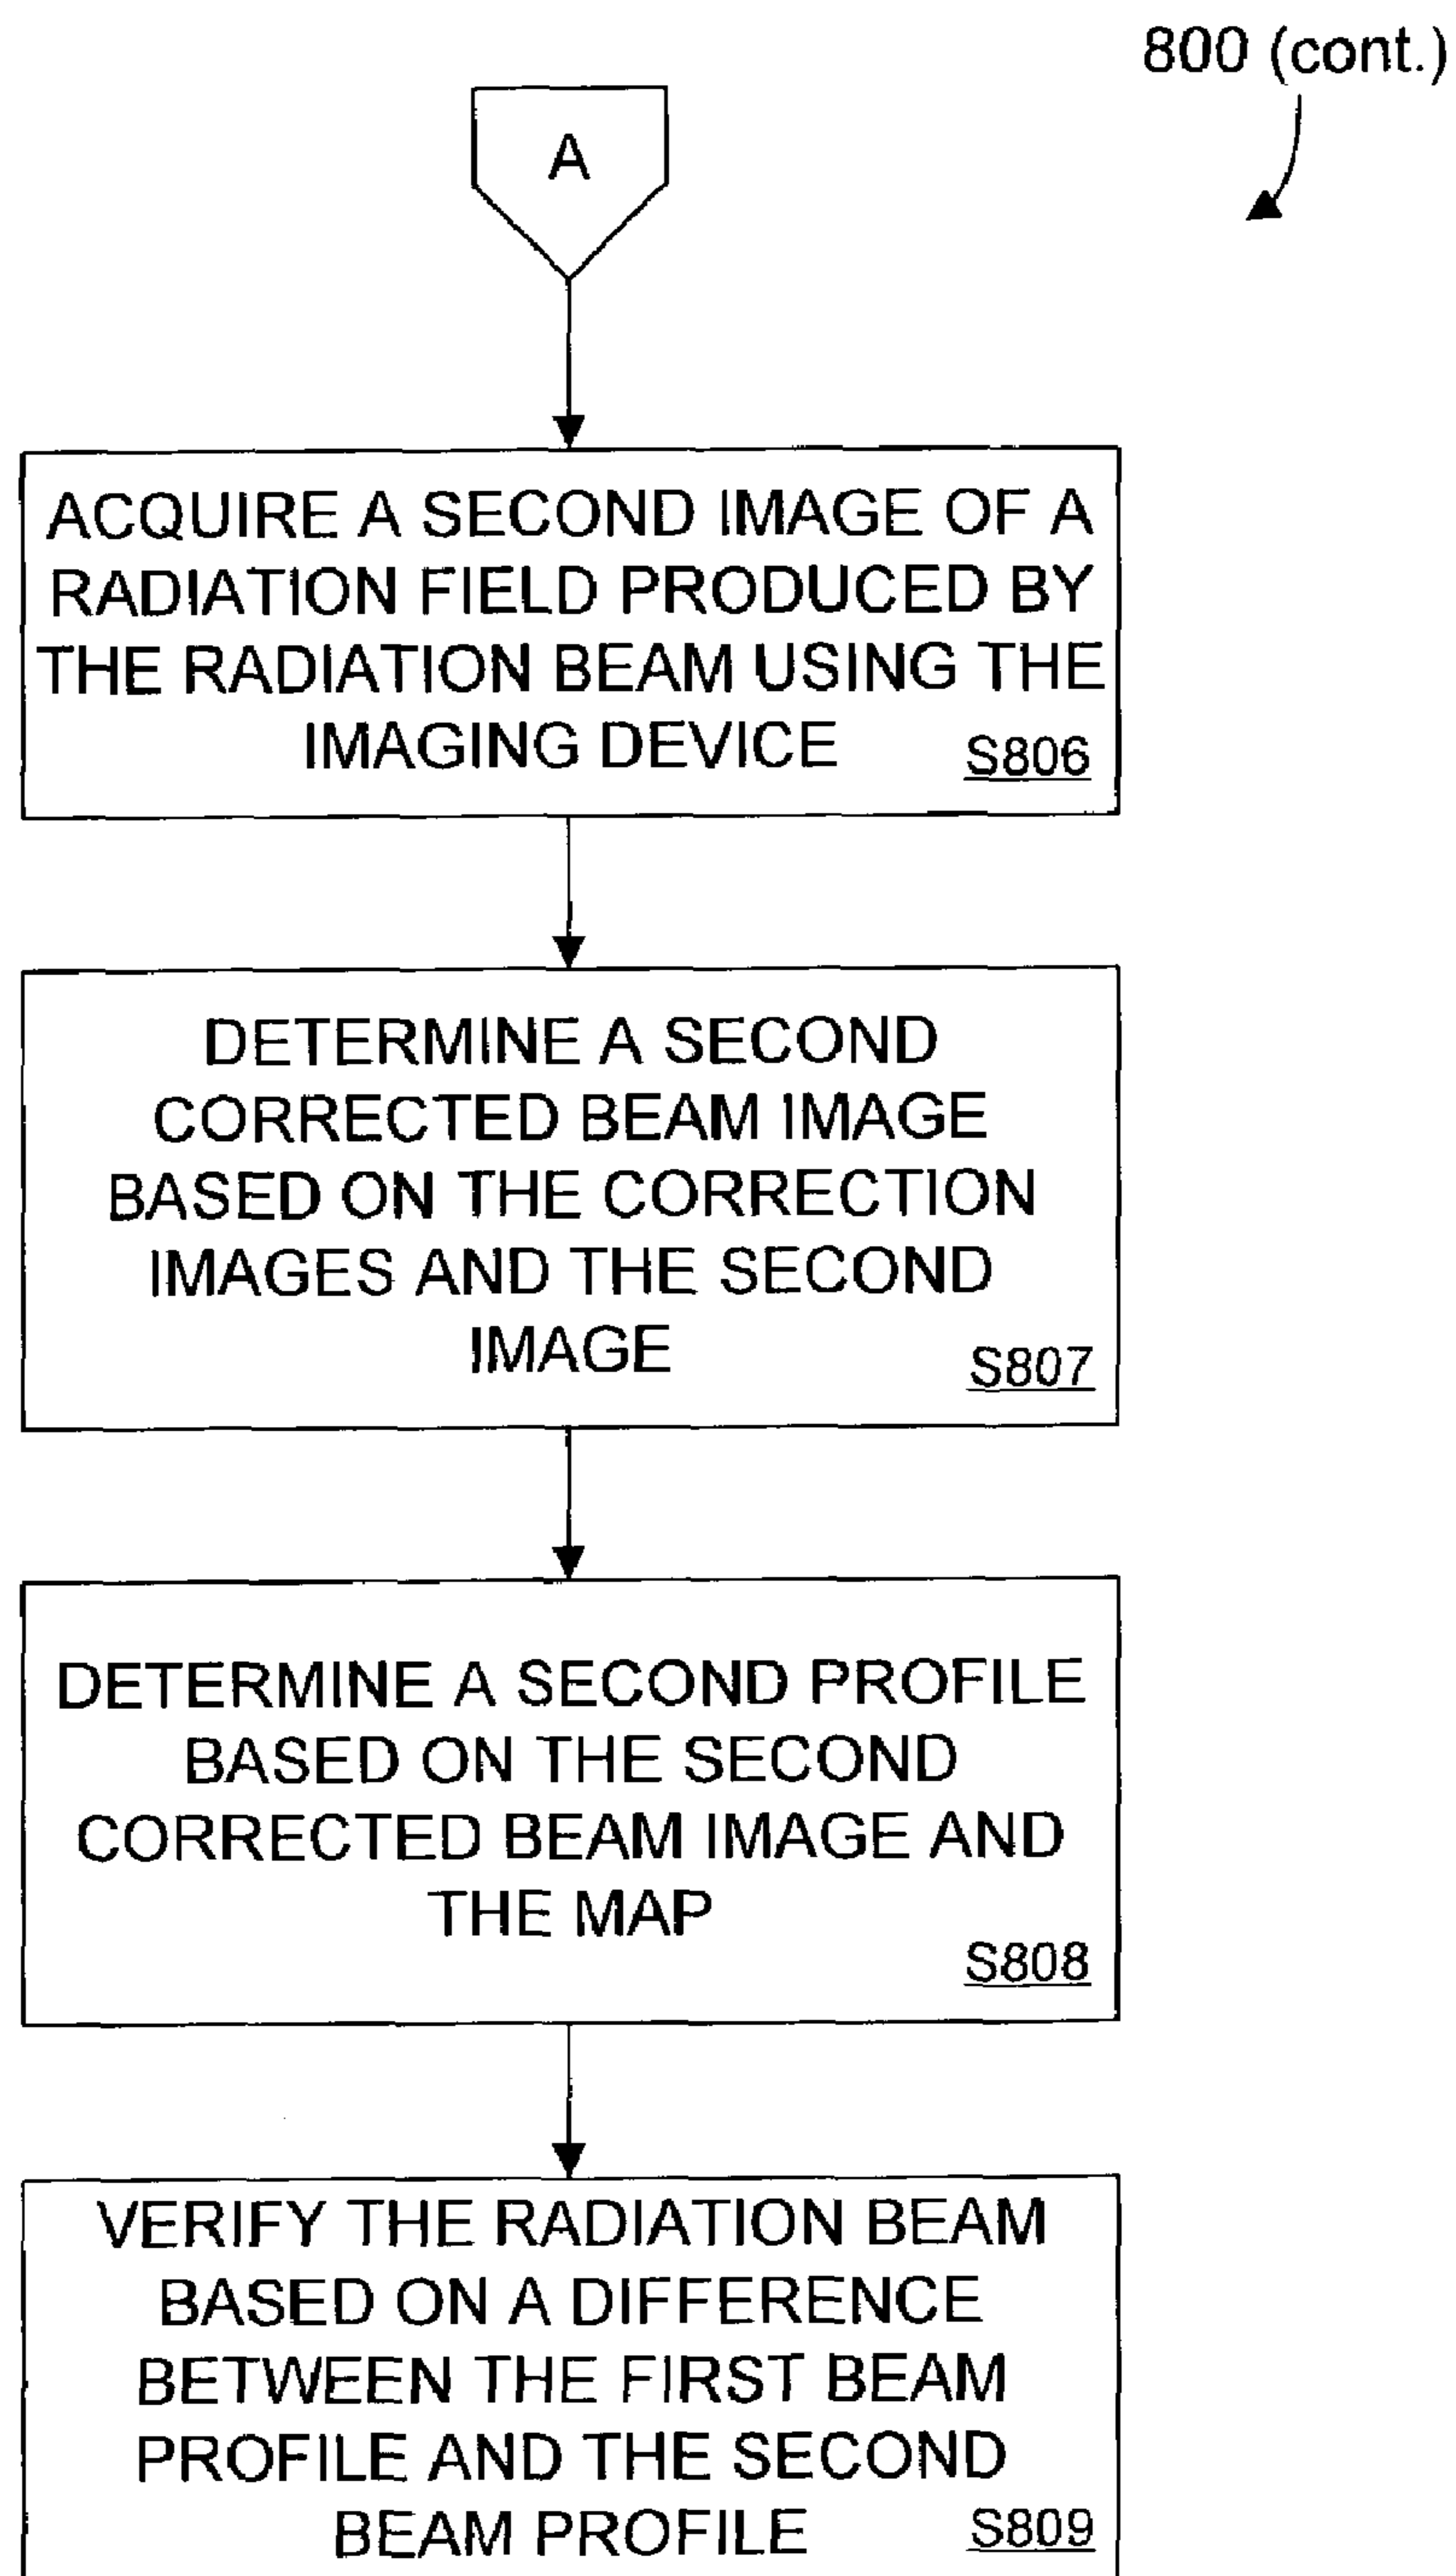 800 (cont.)
A
ACQUIRE A SECOND IMAGE OF A
RADIATION FIELD PRODUCED BY
THE RADIATION BEAM USING THE
IMAGING DEVICE S806
DETERMINE A SECOND
CORRECTED BEAM IMAGE
BASED ON THE CORRECTION
IMAGES AND THE SECOND
IMAGE S807
DETERMINE A SECOND PROFILE
BASED ON THE SECOND
CORRECTED BEAM IMAGE AND
THE MAP
S808
VERIFY THE RADIATION BEAM
BASED ON A DIFFERENCE
BETWEEN THE FIRST BEAM
PROFILE AND THE SECOND
BEAM PROFILE S809